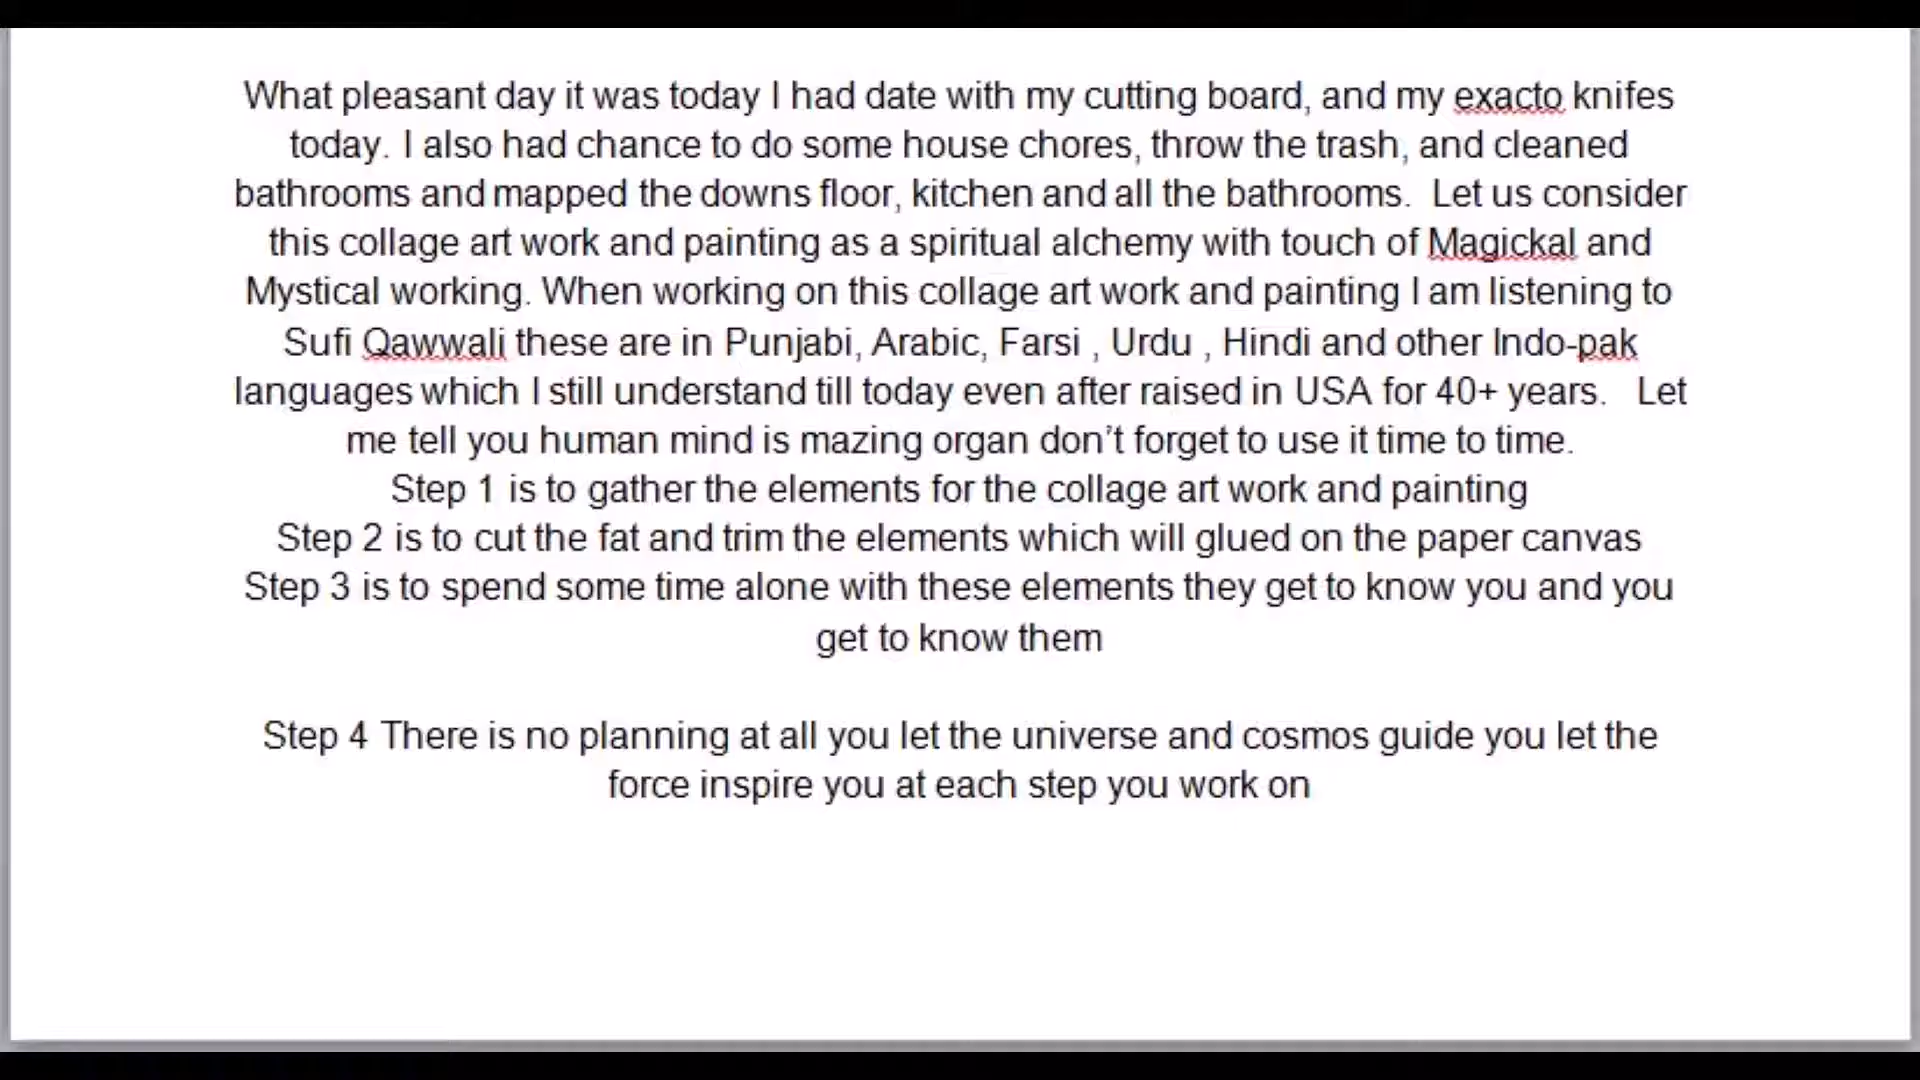 What pleasant day it was today I had date with my cutting board, and my exacto knifes
today. I also had chance to do some house chores, throw the trash, and cleaned
bathrooms and mapped the downs floor, kitchen and all the bathrooms.  Let us consider
this collage art work and painting as a spiritual alchemy with touch of Magickal and
Mystical working. When working on this collage art work and painting I am listening to
Sufi Qawwali these are in Punjabi, Arabic, Farsi , Urdu , Hindi and other Indo-pak
languages which I still understand till today even after raised in USA for 40+ years.   Let
me tell you human mind is mazing organ don’t forget to use it time to time.
Step 1 is to gather the elements for the collage art work and painting
Step 2 is to cut the fat and trim the elements which will glued on the paper canvas
Step 3 is to spend some time alone with these elements they get to know you and you
get to know them
Step 4 There is no planning at all you let the universe and cosmos guide you let the
force inspire you at each step you work on